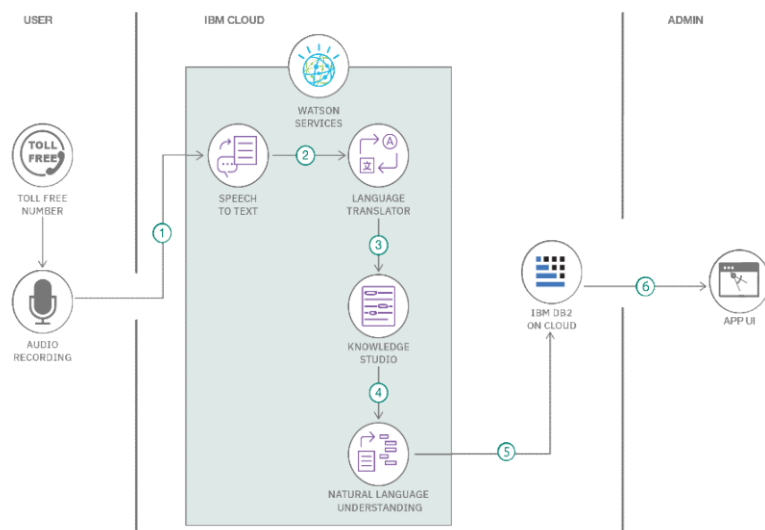 USER
IBM CLOUD
ADMIN
WATSON
SERVICES
TOLL
FREE
TOLL FREE
NUMBER
1
SPEECH
TO TEXT
2
A
文
LANGUAGE
TRANSLATOR
3
AUDIO
RECORDING
KNOWLEDGE
STUDIO
4
NATURAL LANGUAGE
UNDERSTANDING
5
IBM DB2
ON CLOUD
6
APP UI